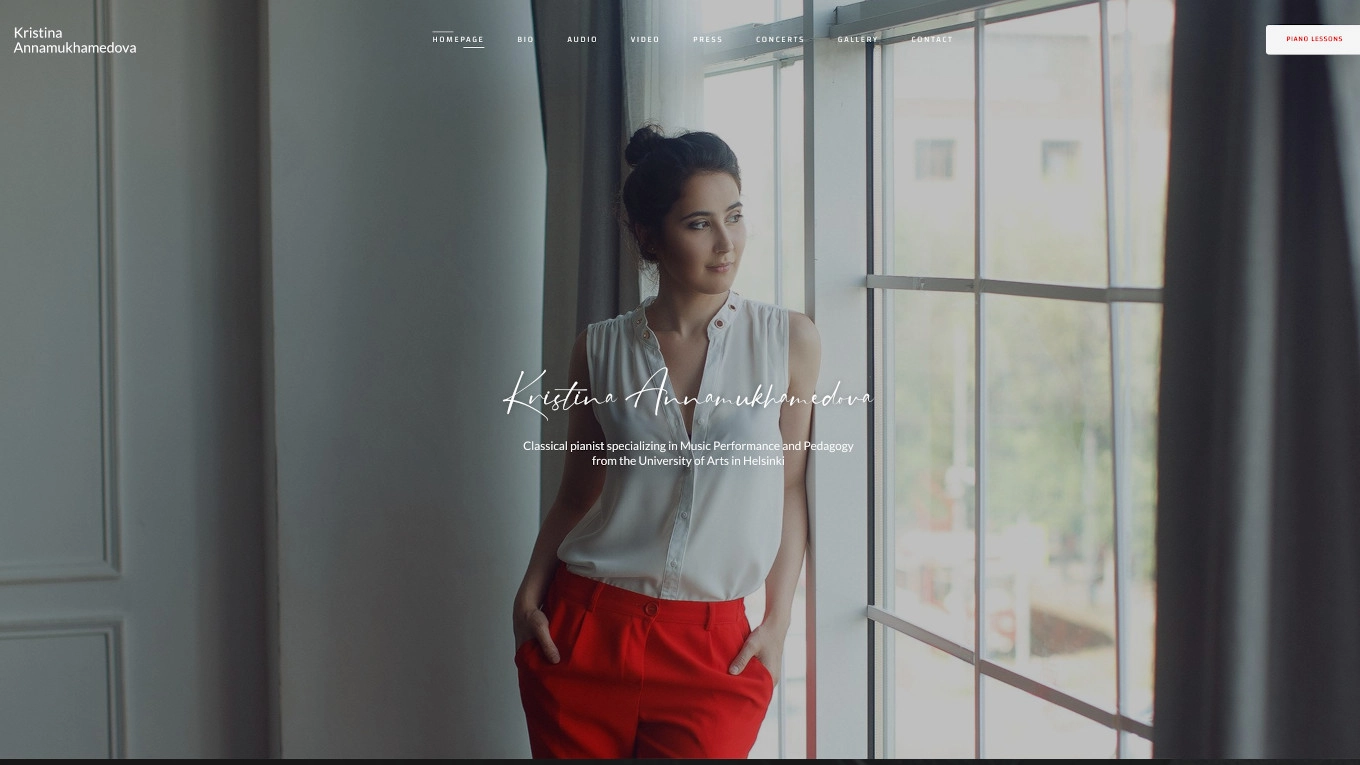 Kristina
Annamukhamedova
HOMEPAGE BIO AUDIO VIDEO PRESS CONCERTS GALLERY CONTACT
PIANO LESSONS
Kristina Annamukhamedova
Classical pianist specializing in Music Performance and Pedagogy
from the University of Arts in Helsinki